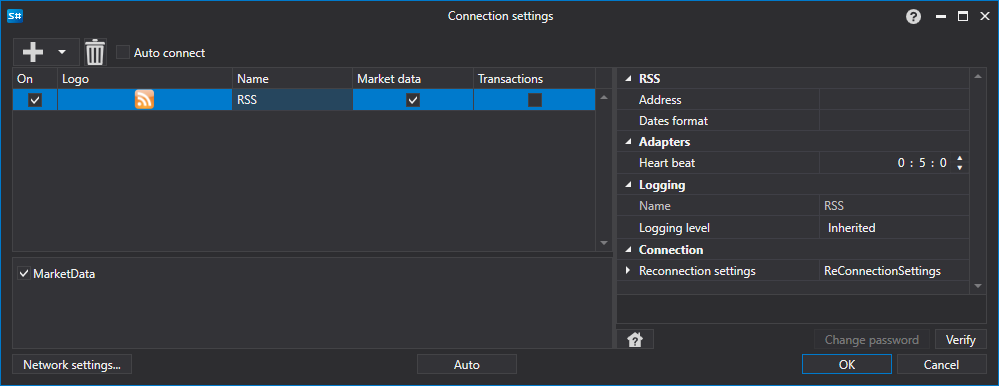 S#
Connection settings
?
Auto connect
On Logo Name Market data Transactions
RSS
RSS
Address
Dates format
Adapters
Heart beat 0 : 5 : 0
Logging
Name RSS
Logging level Inherited
Connection
Reconnection settings ReConnectionSettings
MarketData
?
Change password Verify
Network settings... Auto OK Cancel